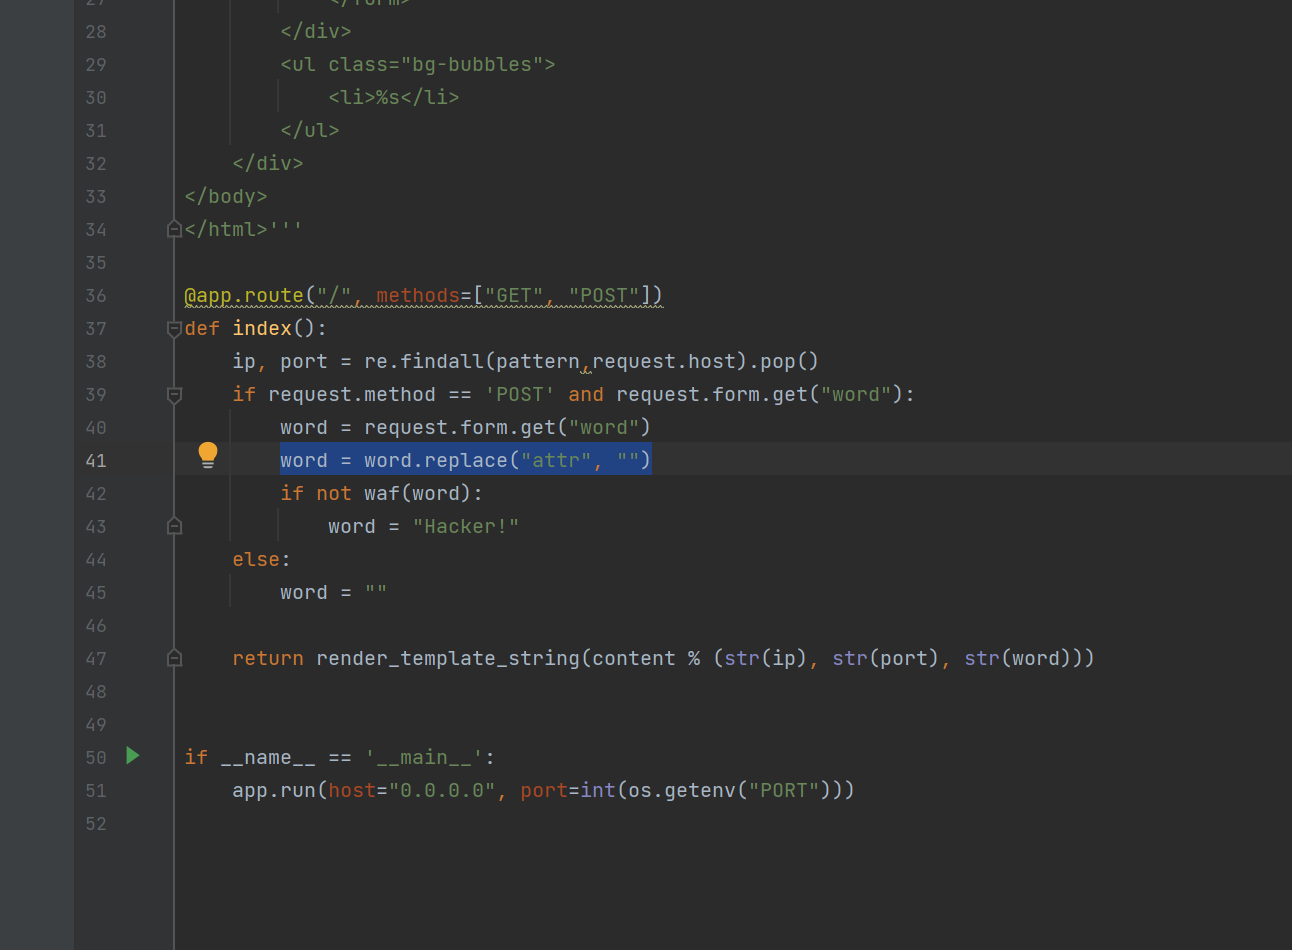 27            </form>
28        </div>
29        <ul class="bg-bubbles">
30            <li>%s</li>
31        </ul>
32    </div>
33 </body>
34 </html>'''
35
36 @app.route("/", methods=["GET", "POST"])
37 def index():
38    ip, port = re.findall(pattern,request.host).pop()
39    if request.method == 'POST' and request.form.get("word"):
40        word = request.form.get("word")
41        word = word.replace("attr", "")
42        if not waf(word):
43            word = "Hacker!"
44    else:
45        word = ""
46
47    return render_template_string(content % (str(ip), str(port), str(word)))
48
49
50 if __name__ == '__main__':
51    app.run(host="0.0.0.0", port=int(os.getenv("PORT")))
52